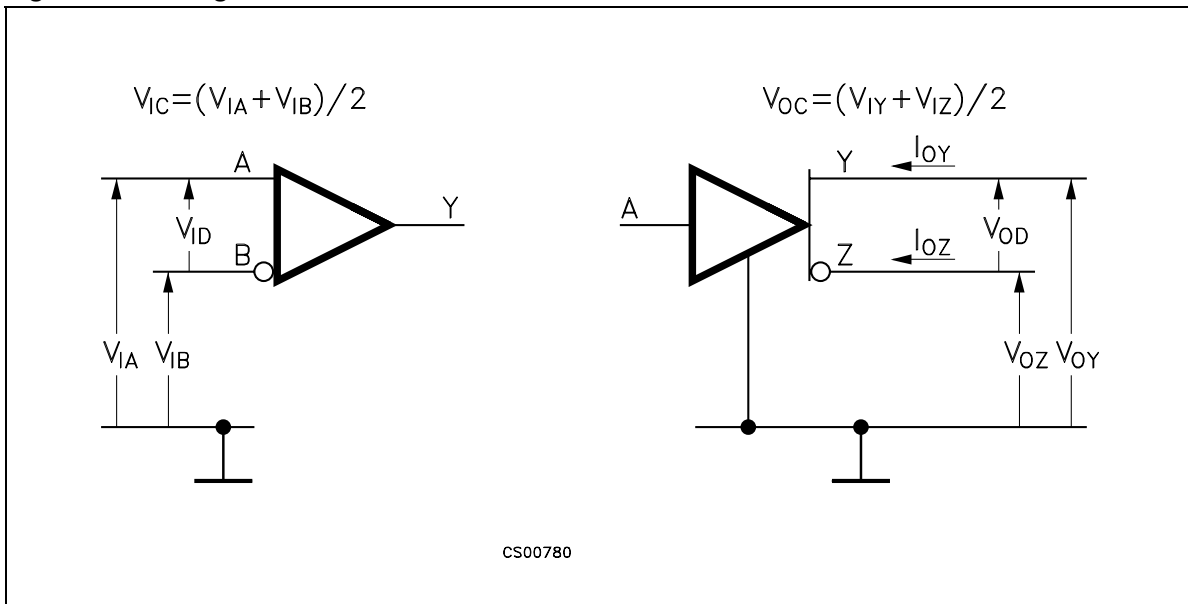 V_IC=(V_IA+V_IB)/2
A
V_ID
B
Y
V_IA
V_IB
V_OC=(V_IY+V_IZ)/2
A
Y
I_OY
Z
I_OZ
V_OD
V_OZ
V_OY
CS00780